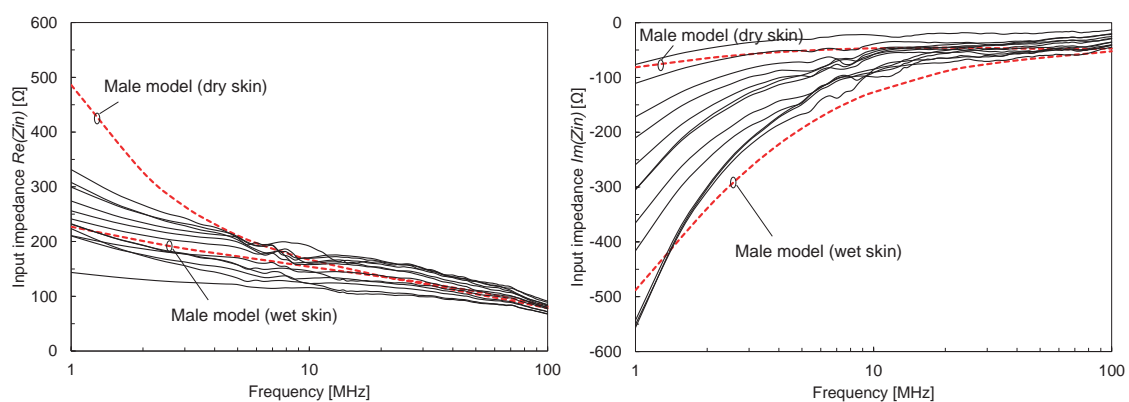 600
500
400
300
200
100
0
Input impedance Re(Zin) [Ω]
Male model (dry skin)
Male model (wet skin)
1
10
100
Frequency [MHz]
0
-100
-200
-300
-400
-500
-600
Input impedance Im(Zin) [Ω]
Male model (dry skin)
Male model (wet skin)
1
10
100
Frequency [MHz]